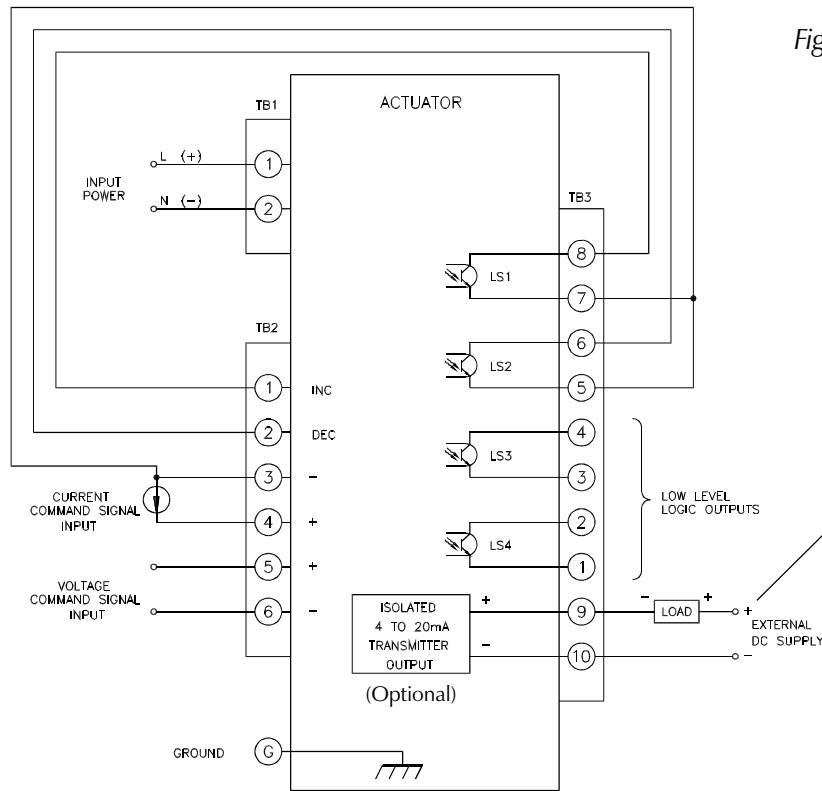 Fig
ACTUATOR
TB1
L (+)
1
INPUT
POWER
N (-)
2
TB3
8
LS1
7
TB2
6
LS2
5
1
INC
2
DEC
4
LS3
3
3
-
CURRENT
COMMAND SIGNAL
INPUT
4
+
2
LS4
1
LOW LEVEL
LOGIC OUTPUTS
5
+
VOLTAGE
COMMAND SIGNAL
INPUT
6
-
ISOLATED
4 TO 20mA
TRANSMITTER
OUTPUT
(Optional)
+
9
- LOAD +
+
EXTERNAL
DC SUPPLY
-
10
-
GROUND
G